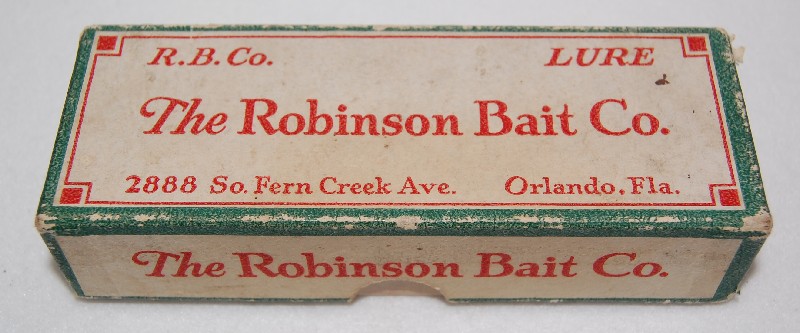 R.B.Co. LURE
The Robinson Bait Co.
2888 So. Fern Creek Ave. Orlando, Fla.
The Robinson Bait Co.